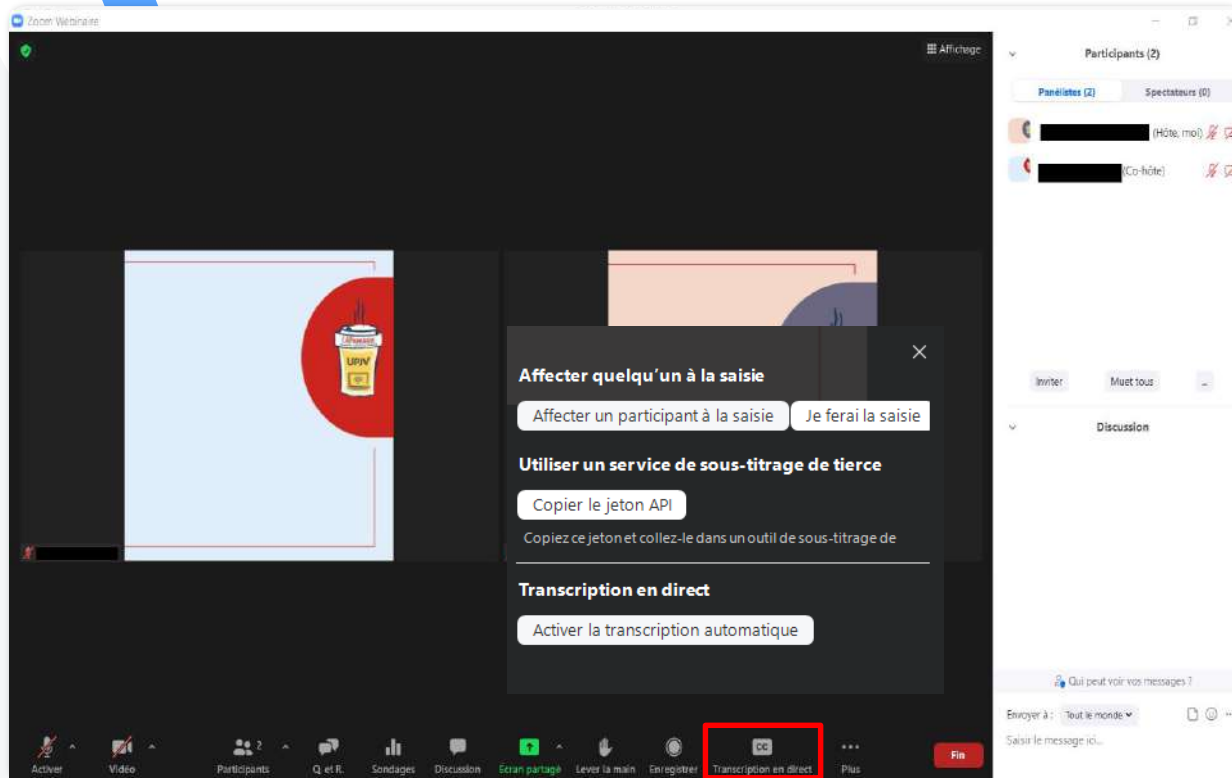 Zoom Webinaire
Affichage
Participants (2)
Panélistes (2) Spectateurs (0)
(Hôte, moi)
(Co-hôte)
UPJV
Affecter quelqu'un à la saisie
Affecter un participant à la saisie Je ferai la saisie
Utiliser un service de sous-titrage de tierce
Copier le jeton API
Copiez ce jeton et collez-le dans un outil de sous-titrage de
Transcription en direct
Activer la transcription automatique
Inviter Muet tous ...
Discussion
Qui peut voir vos messages ?
Envoyer à : Tout le monde
Saisir le message ici...
Activer Vidéo Participants 2 Q et R. Sondages Discussion Écran partagé Lever la main Enregistrer CC Transcription en direct Plus Fin